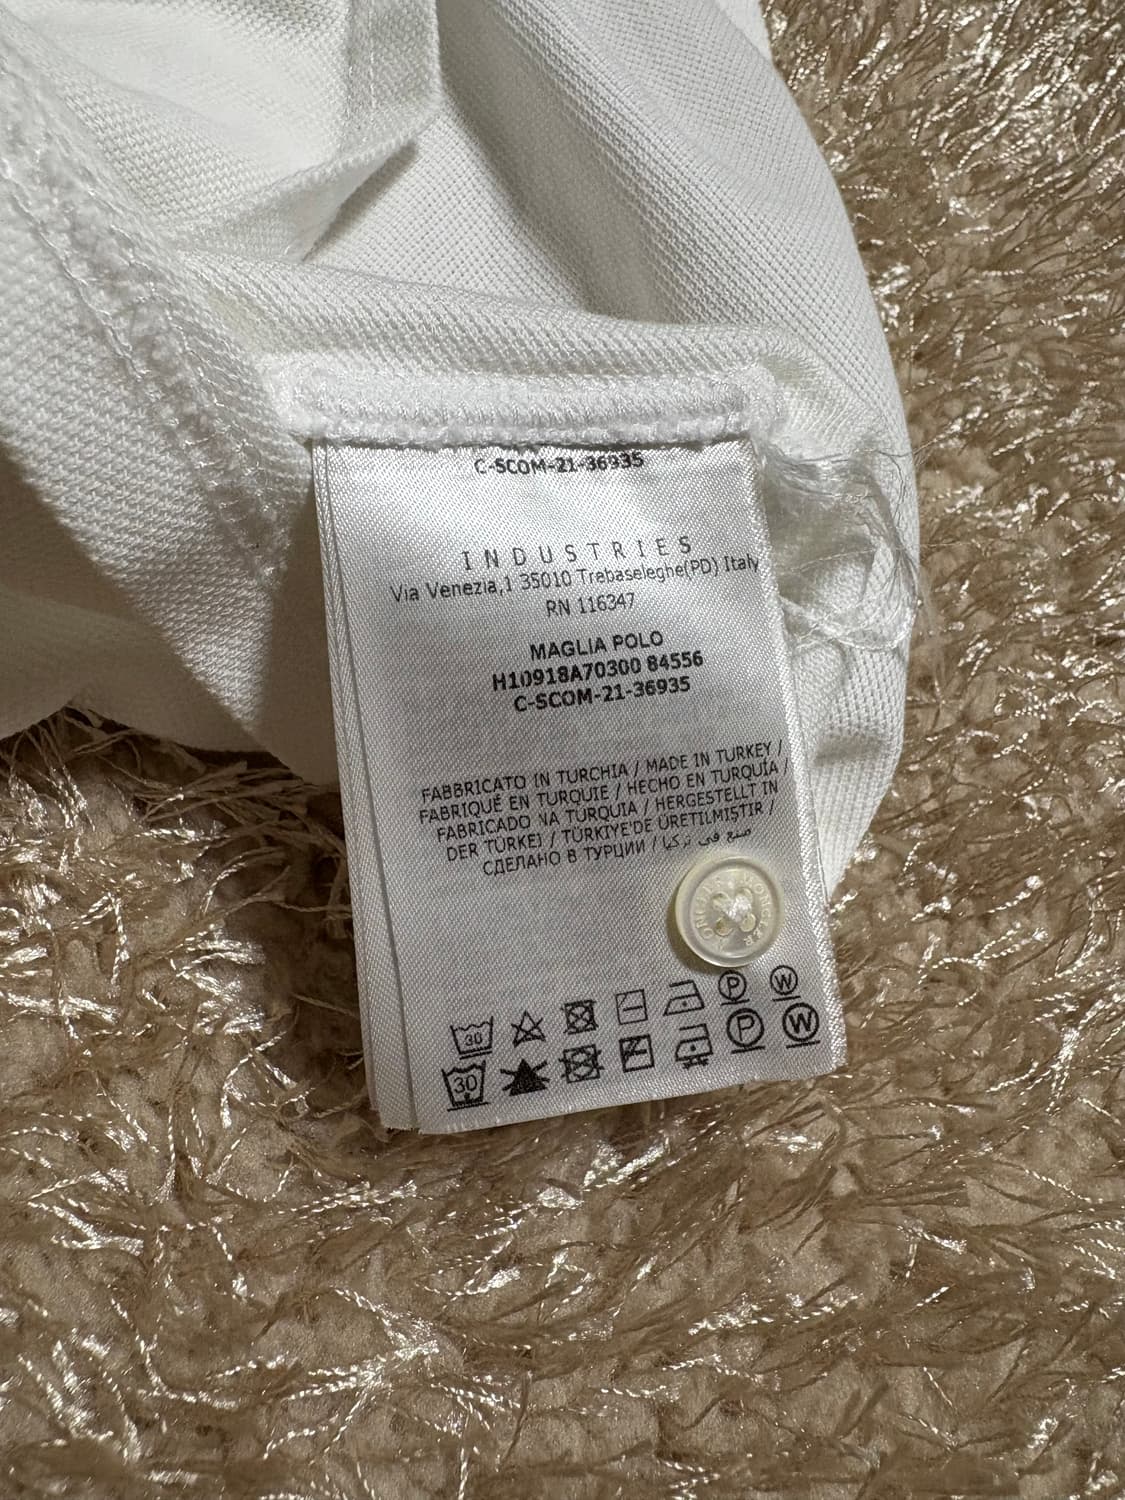 C-SCOM-21-36935
INDUSTRIES
Via Venezia,1 35010 Trebaseleghe(PD) Italy
RN 116347
MAGLIA POLO
H10918A70300 84556
C-SCOM-21-36935
FABBRICATO IN TURCHIA / MADE IN TURKEY /
FABRIQUÉ EN TURQUIE / HECHO EN TURQUÍA /
FABRICADO NA TURQUIA / HERGESTELLT IN
DER TÜRKEI / TÜRKIYE'DE ÜRETILMIŞTIR /
СДЕЛАНО В ТУРЦИИ / صنع في تركيا
MONCLER
30 P W
30 P W